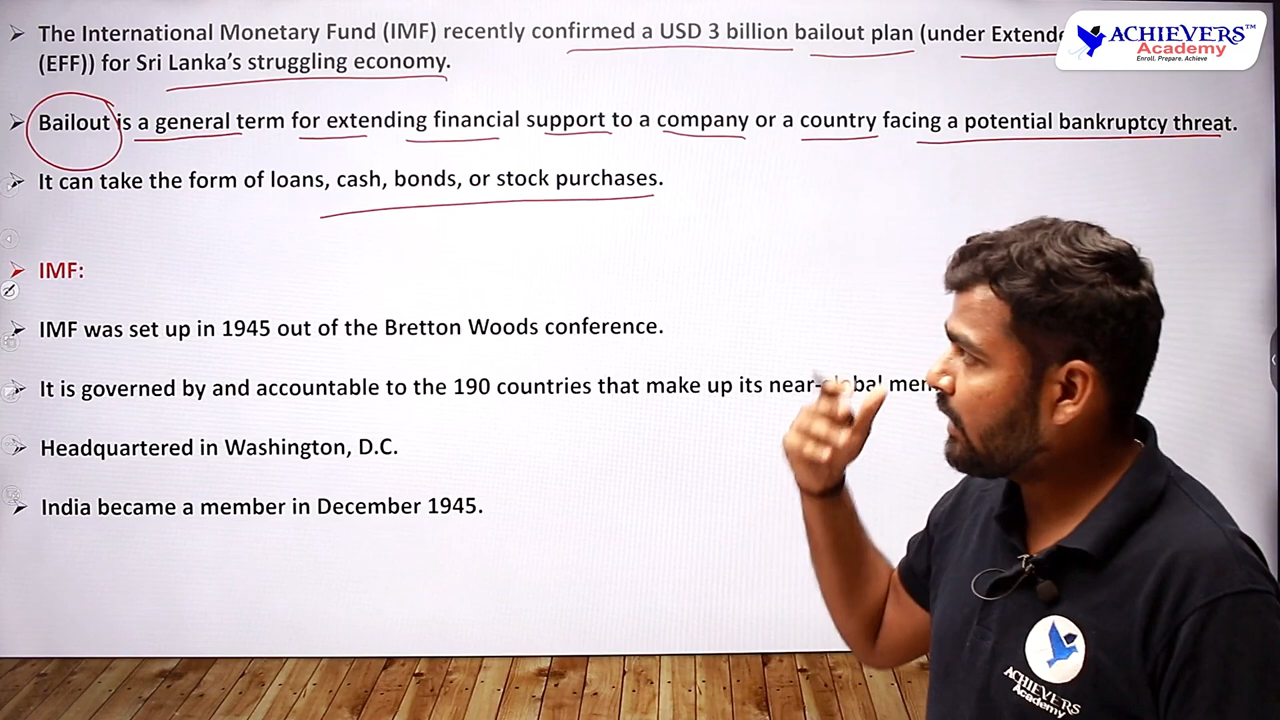 The International Monetary Fund (IMF) recently confirmed a USD 3 billion bailout plan (under
(EFF)) for Sri Lanka's struggling economy.
Bailout is a general term for extending financial support to a company or a country facing a potential bankruptcy threat.
It can take the form of loans, cash, bonds, or stock purchases.
IMF:
IMF was set up in 1945 out of the Bretton Woods conference.
It is governed by and accountable to the 190 countries that make up its near-global
Headquartered in Washington, D.C.
India became a member in December 1945.
ACHIEVERS™
Academy
Enroll. Prepare. Achieve
ACHIEVERS
Academy